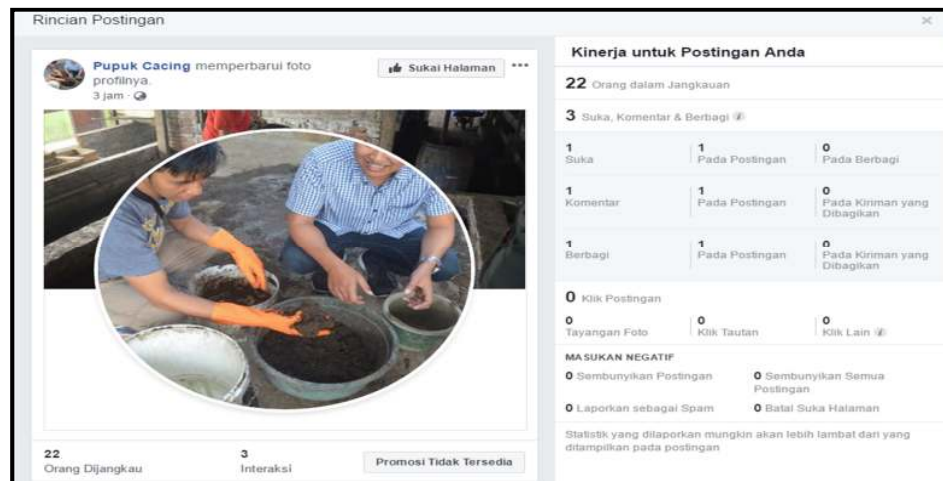 Rincian Postingan
Pupuk Cacing memperbarui foto
profilnya.
3 jam
Sukai Halaman
22
Orang Dijangkau
3
Interaksi
Promosi Tidak Tersedia
Kinerja untuk Postingan Anda
22 Orang dalam Jangkauan
3 Suka, Komentar & Berbagi
1 1 0
Suka Pada Postingan Pada Berbagi
1 1 0
Komentar Pada Postingan Pada Kiriman yang
Dibagikan
1 1 0
Berbagi Pada Postingan Pada Kiriman yang
Dibagikan
0 Klik Postingan
0 0 0
Tayangan Foto Klik Tautan Klik Lain
MASUKAN NEGATIF
0 Sembunyikan Postingan 0 Sembunyikan Semua
Postingan
0 Laporkan sebagai Spam 0 Batal Suka Halaman
Statistik yang dilaporkan mungkin akan lebih lambat dari yang
ditampilkan pada postingan